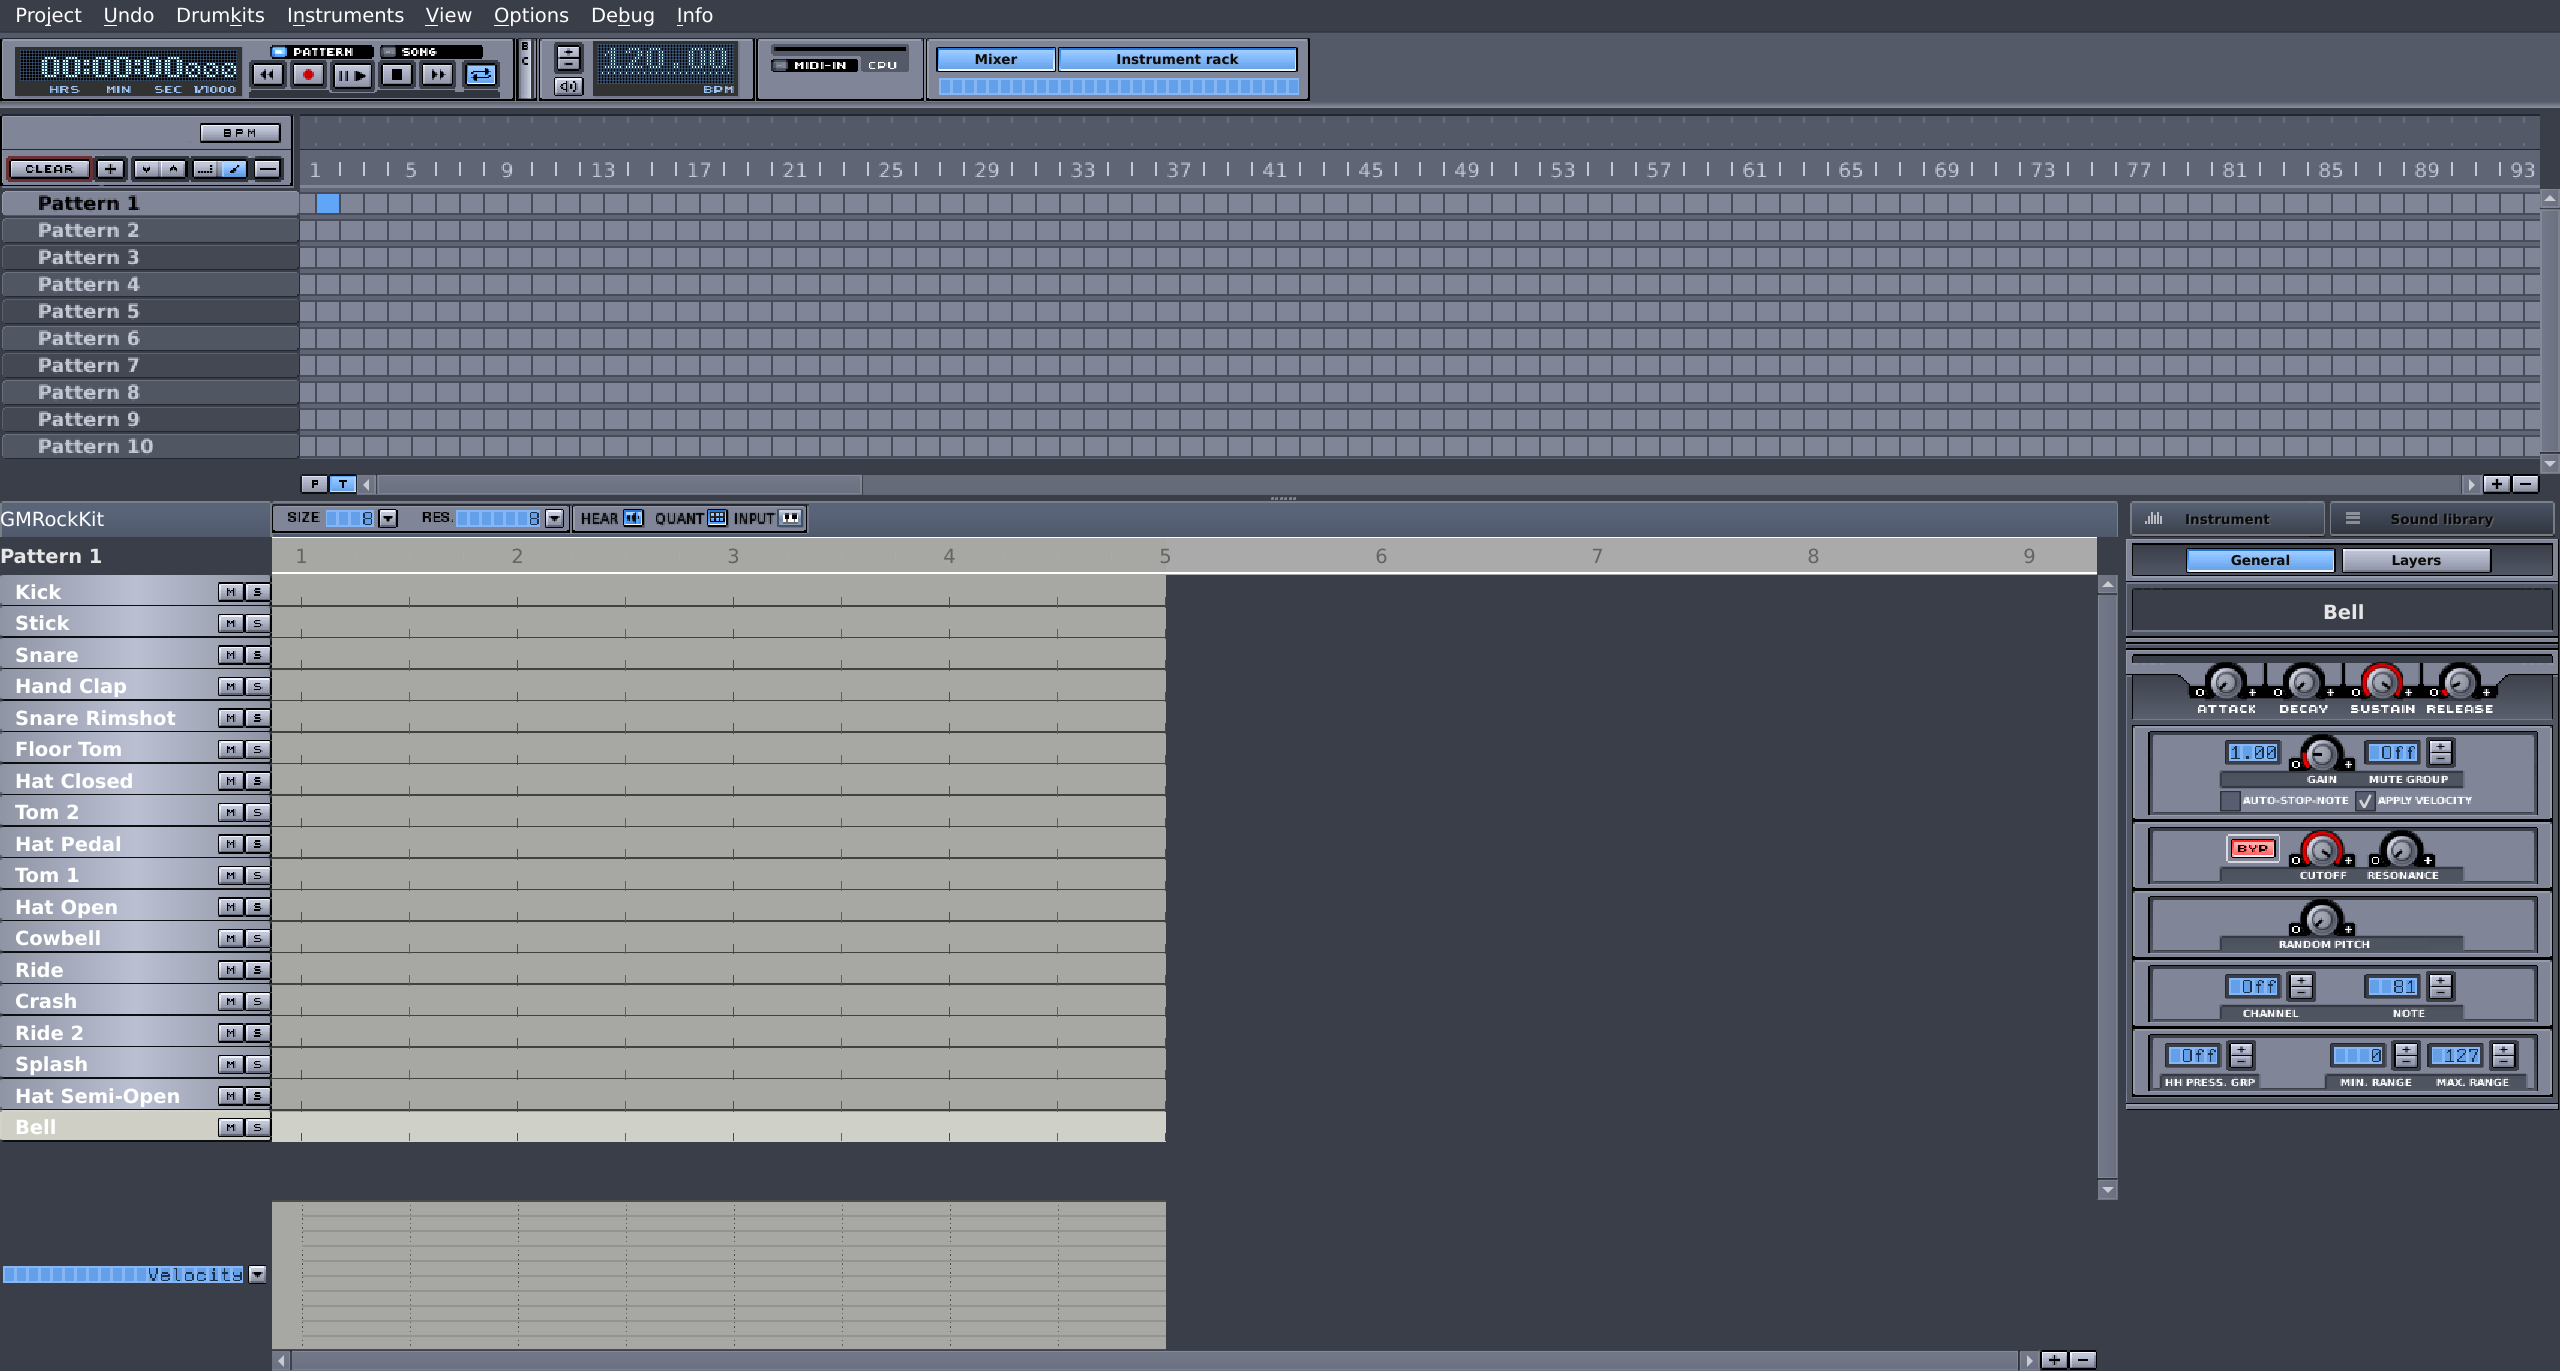 Project Undo Drumkits Instruments View Options Debug Info
PATTERN SONG
00:00:00000
HRS MIN SEC 1/1000
B
C
120.00
BPM
MIDI-IN CPU
Mixer Instrument rack
BPM
CLEAR
1 5 9 13 17 21 25 29 33 37 41 45 49 53 57 61 65 69 73 77 81 85 89 93
Pattern 1
Pattern 2
Pattern 3
Pattern 4
Pattern 5
Pattern 6
Pattern 7
Pattern 8
Pattern 9
Pattern 10
P T
GMRockKit
SIZE 8 RES. 8 HEAR QUANT INPUT
Instrument Sound library
Pattern 1
1 2 3 4 5 6 7 8 9
General Layers
Kick M S
Stick M S
Snare M S
Hand Clap M S
Snare Rimshot M S
Floor Tom M S
Hat Closed M S
Tom 2 M S
Hat Pedal M S
Tom 1 M S
Hat Open M S
Cowbell M S
Ride M S
Crash M S
Ride 2 M S
Splash M S
Hat Semi-Open M S
Bell M S
Velocity
Bell
ATTACK DECAY SUSTAIN RELEASE
1.00 Off
GAIN MUTE GROUP
AUTO-STOP-NOTE APPLY VELOCITY
BYP
CUTOFF RESONANCE
RANDOM PITCH
Off 81
CHANNEL NOTE
Off 0 127
HH PRESS. GRP MIN. RANGE MAX. RANGE